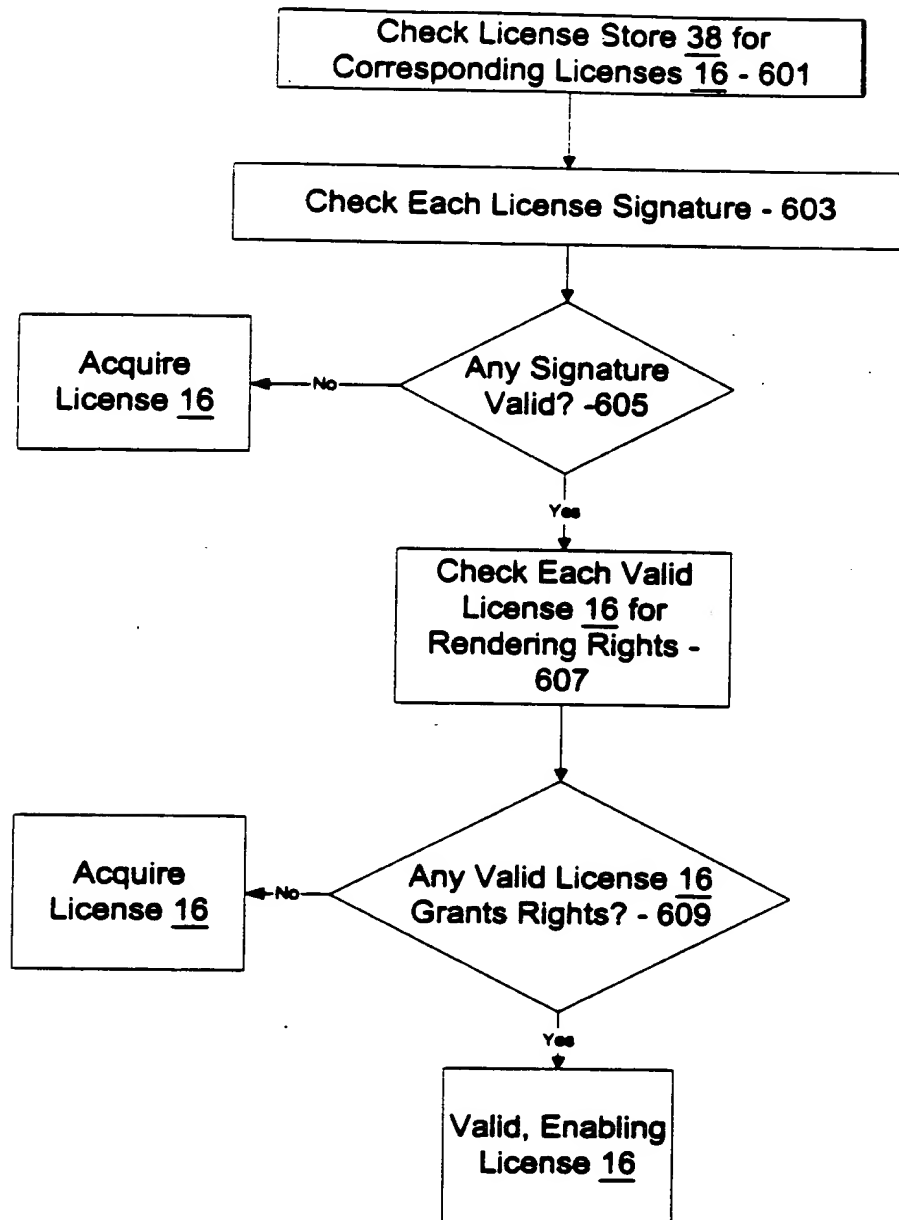 Check License Store 38 for
Corresponding Licenses 16 - 601
Check Each License Signature - 603
Any Signature
Valid? -605
No
Acquire
License 16
Yes
Check Each Valid
License 16 for
Rendering Rights -
607
Any Valid License 16
Grants Rights? - 609
No
Acquire
License 16
Yes
Valid, Enabling
License 16